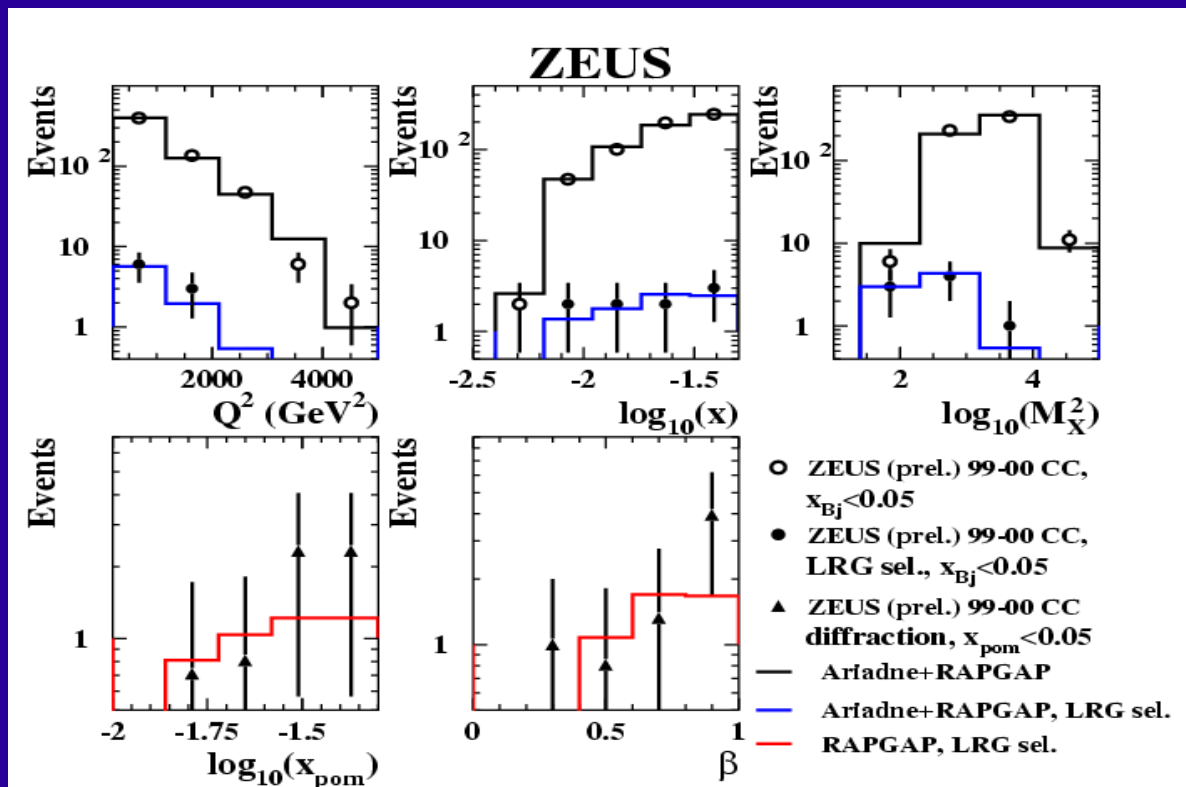 ZEUS
Events
10 2
10
1
2000 4000
Q2 (GeV2)
Events
10 2
10
1
-2.5 -2 -1.5
log10(x)
Events
10 2
10
1
2 4
log10(M2X)
Events
1
-2 -1.75 -1.5
log10(xpom)
Events
1
0 0.5 1
β
ZEUS (prel.) 99-00 CC,
xBj<0.05
ZEUS (prel.) 99-00 CC,
LRG sel., xBj<0.05
ZEUS (prel.) 99-00 CC
diffraction, xpom<0.05
Ariadne+RAPGAP
Ariadne+RAPGAP, LRG sel.
RAPGAP, LRG sel.